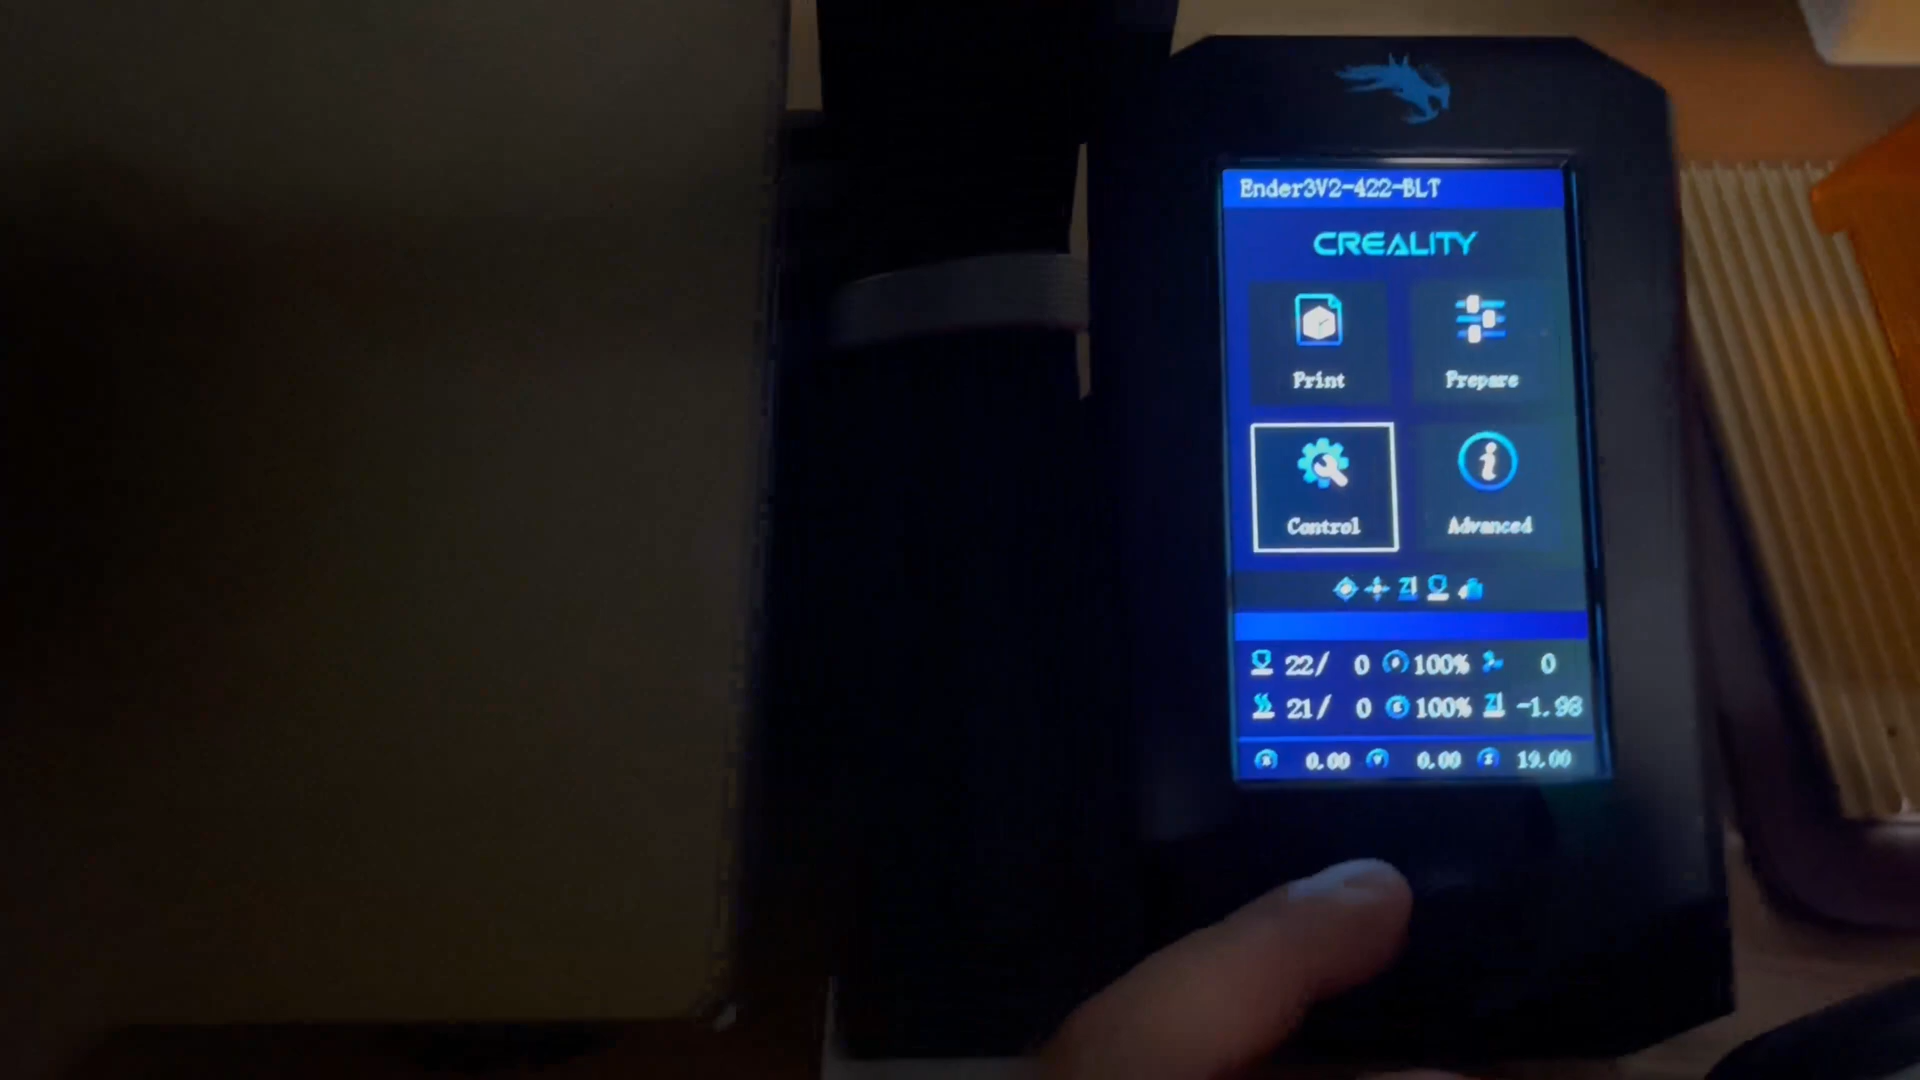 Ender3V2-422-BLT
CREALITY
Print Prepare
Control Advanced
22/ 0 100% 0
21/ 0 100% -1.98
X 0.00 Y 0.00 Z 19.00